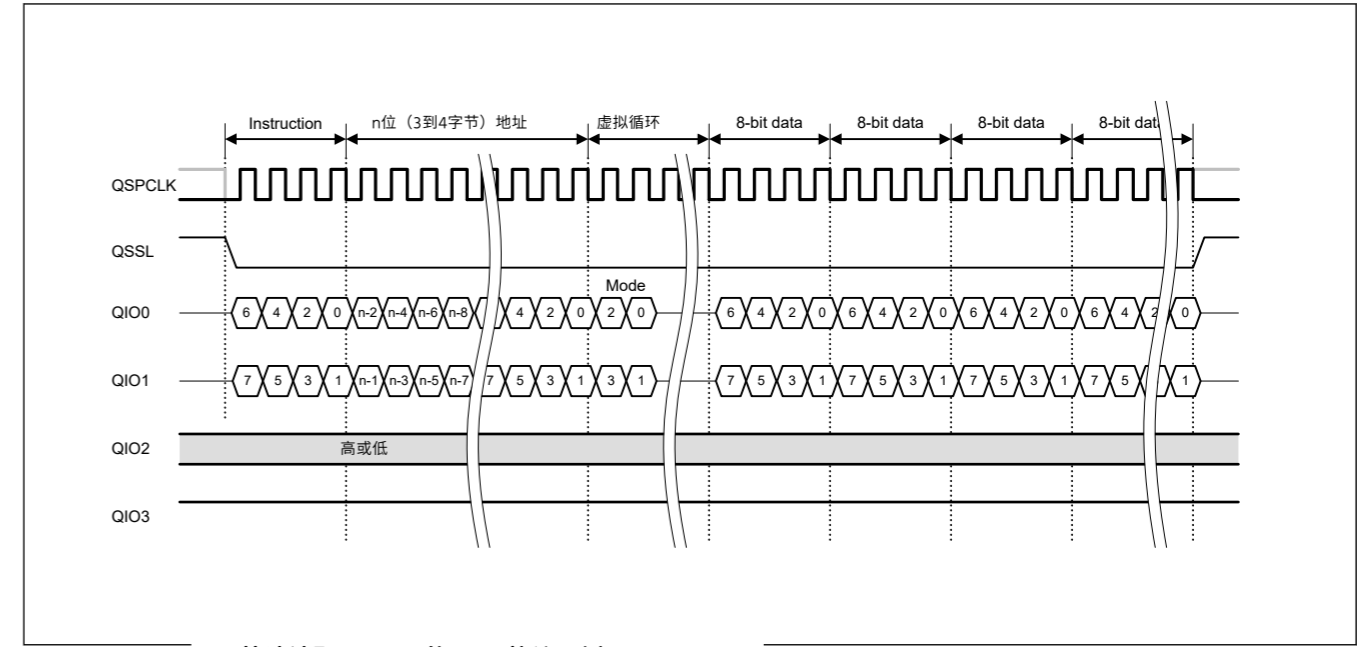 Instruction n位（3到4字节）地址 虚拟循环 8-bit data 8-bit data 8-bit data 8-bit data
QSPCLK
QSSL
Mode
QIO0 6 4 2 0 n-2 n-4 n-6 n-8 4 2 0 2 0 6 4 2 0 6 4 2 0 6 4 2 0 6 4 2 0
QIO1 7 5 3 1 n-1 n-3 n-5 n-7 7 5 3 1 3 1 7 5 3 1 7 5 3 1 7 5 3 1 7 5 1
QIO2 高或低
QIO3